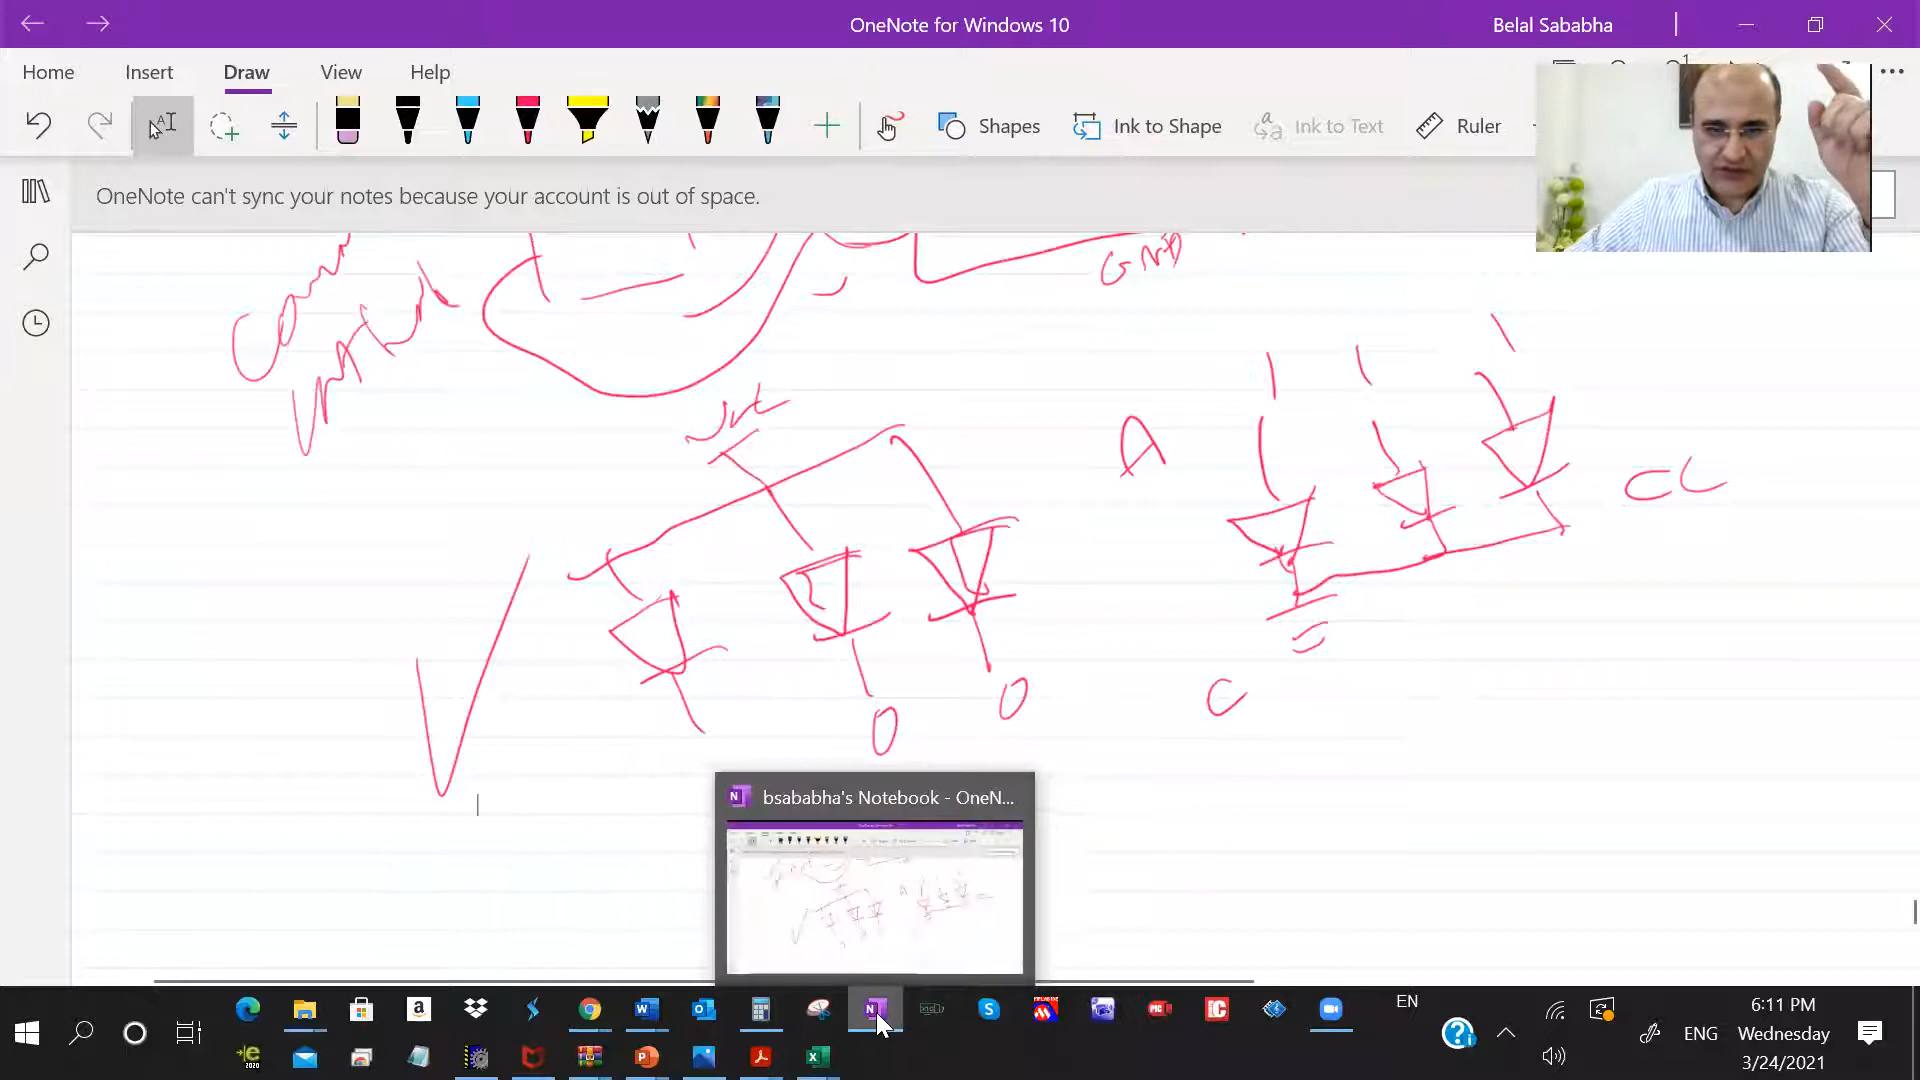 OneNote for Windows 10
Belal Sababha
Home
Insert
Draw
View
Help
Shapes
Ink to Shape
Ink to Text
Ruler
OneNote can't sync your notes because your account is out of space.
GND
A
CC
0
0
C
bsababha's Notebook - OneN...
EN
6:11 PM
ENG
Wednesday
3/24/2021